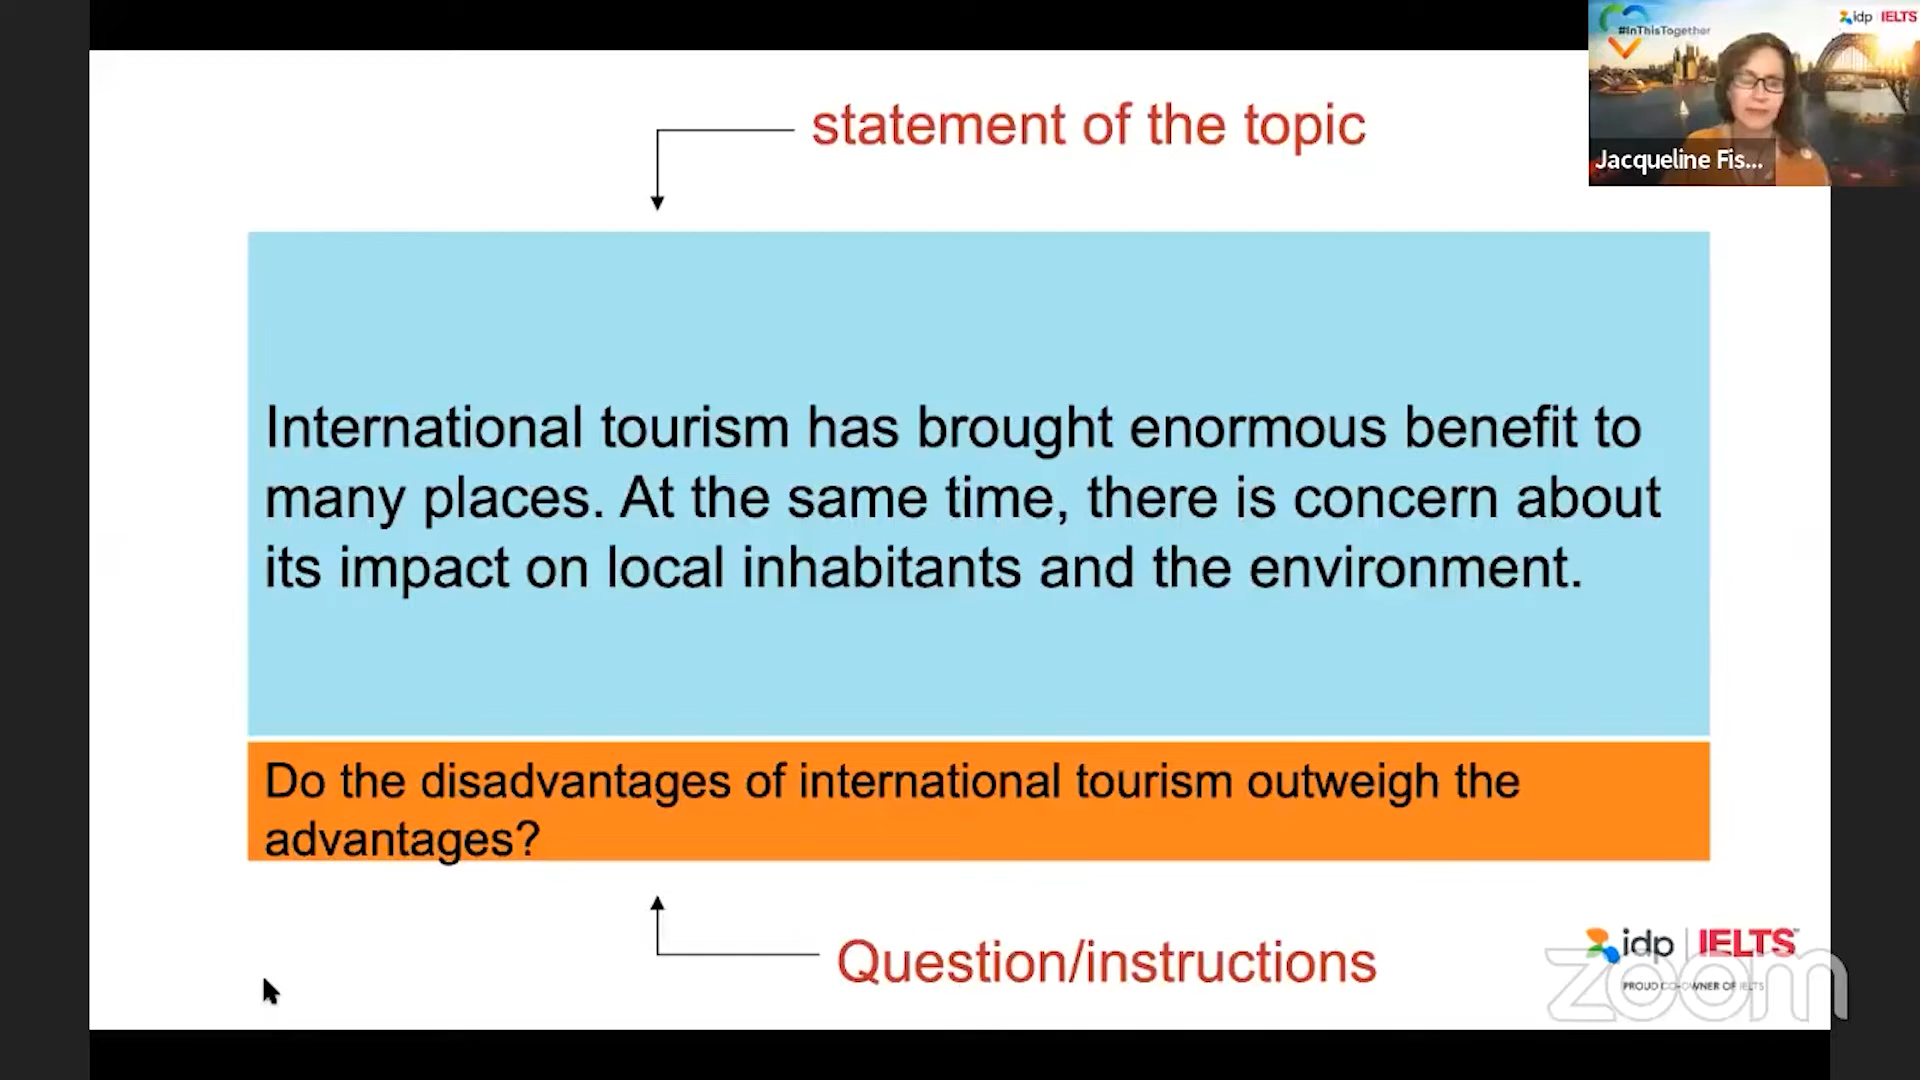 #InThisTogether
idp IELTS
Jacqueline Fis...
statement of the topic
International tourism has brought enormous benefit to
many places. At the same time, there is concern about
its impact on local inhabitants and the environment.
Do the disadvantages of international tourism outweigh the
advantages?
Question/instructions
idp IELTS
PROUD CO-OWNER OF IELTS
zoom